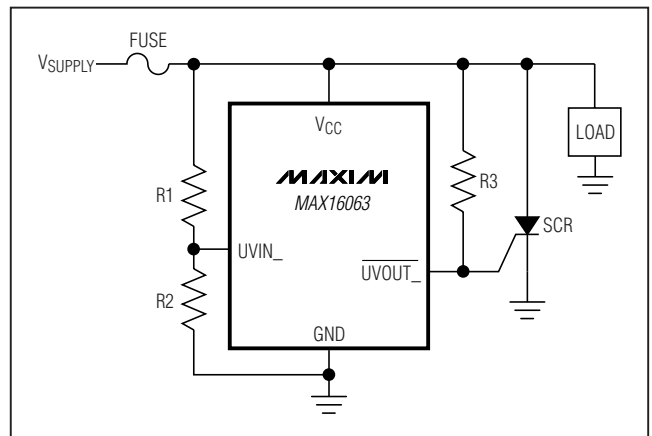 FUSE
VSUPPLY
VCC
LOAD
R1
MAXIM
MAX16063
R3
SCR
UVIN_
UVOUT_
R2
GND